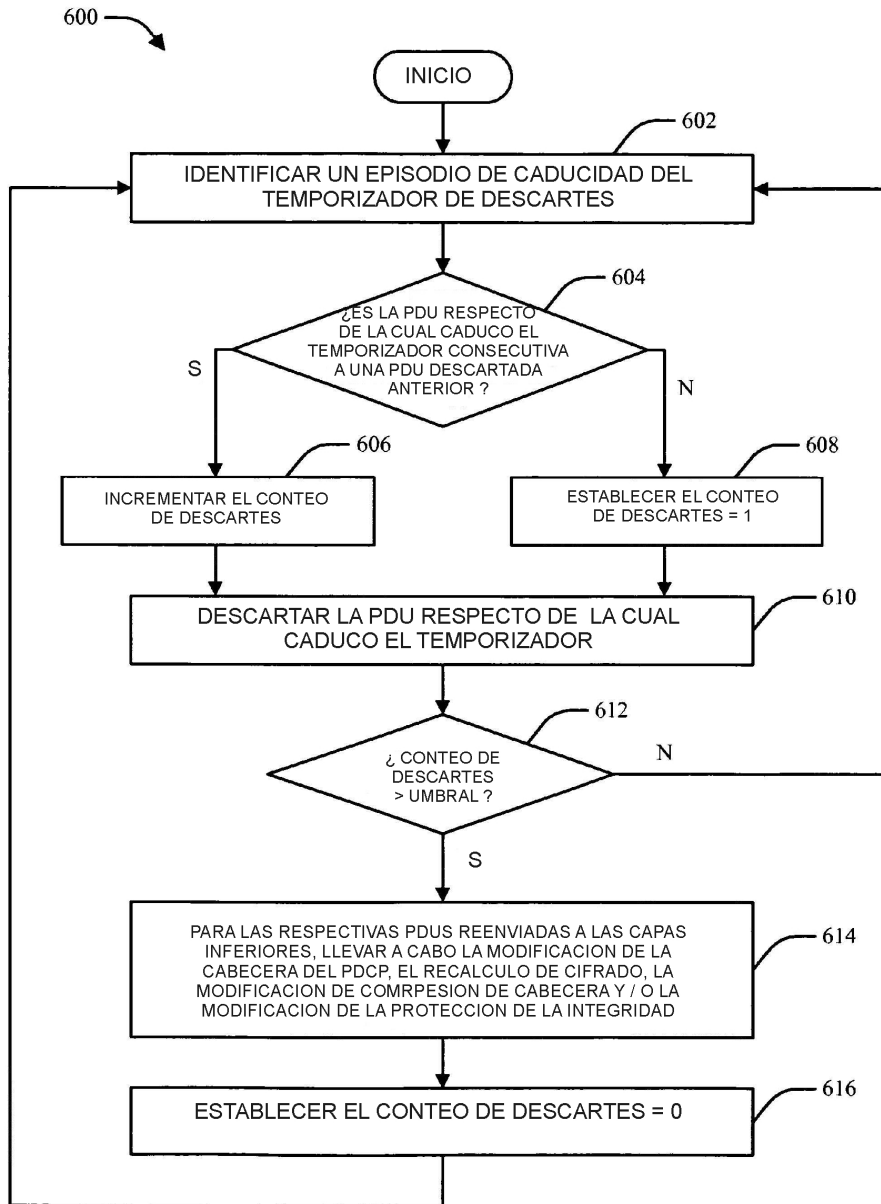 600
INICIO
602
IDENTIFICAR UN EPISODIO DE CADUCIDAD DEL
TEMPORIZADOR DE DESCARTES
604
¿ES LA PDU RESPECTO
DE LA CUAL CADUCO EL
TEMPORIZADOR CONSECUTIVA
A UNA PDU DESCARTADA
ANTERIOR ?
S
N
606
INCREMENTAR EL CONTEO
DE DESCARTES
608
ESTABLECER EL CONTEO
DE DESCARTES = 1
610
DESCARTAR LA PDU RESPECTO DE LA CUAL
CADUCO EL TEMPORIZADOR
612
¿ CONTEO DE
DESCARTES
> UMBRAL ?
N
S
614
PARA LAS RESPECTIVAS PDUS REENVIADAS A LAS CAPAS
INFERIORES, LLEVAR A CABO LA MODIFICACION DE LA
CABECERA DEL PDCP, EL RECALCULO DE CIFRADO, LA
MODIFICACION DE COMRPESION DE CABECERA Y / O LA
MODIFICACION DE LA PROTECCION DE LA INTEGRIDAD
616
ESTABLECER EL CONTEO DE DESCARTES = 0